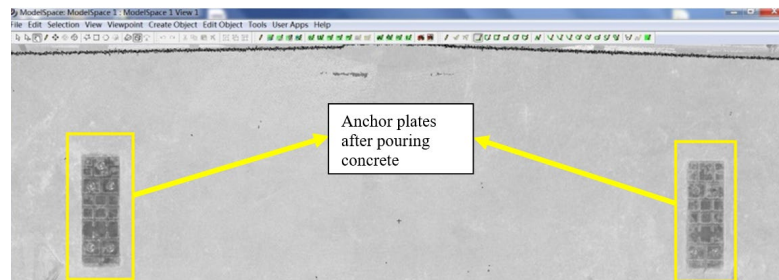 ModelSpace: ModelSpace 1 : ModelSpace 1 View 1
File Edit Selection View Viewpoint Create Object Edit Object Tools User Apps Help
Anchor plates
after pouring
concrete